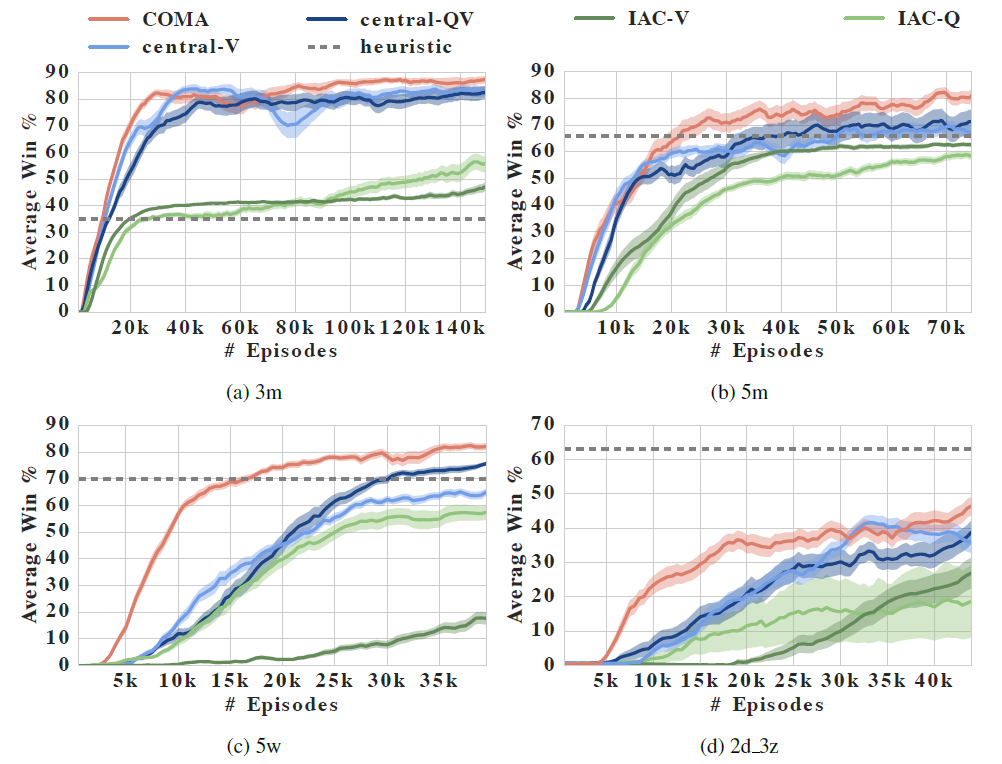 COMA central-QV IAC-V IAC-Q
central-V heuristic
Average Win %
90
80
70
60
50
40
30
20
10
0
20k 40k 60k 80k 100k 120k 140k
# Episodes
(a) 3m
Average Win %
90
80
70
60
50
40
30
20
10
0
10k 20k 30k 40k 50k 60k 70k
# Episodes
(b) 5m
Average Win %
90
80
70
60
50
40
30
20
10
0
5k 10k 15k 20k 25k 30k 35k
# Episodes
(c) 5w
Average Win %
70
60
50
40
30
20
10
0
5k 10k 15k 20k 25k 30k 35k 40k
# Episodes
(d) 2d_3z